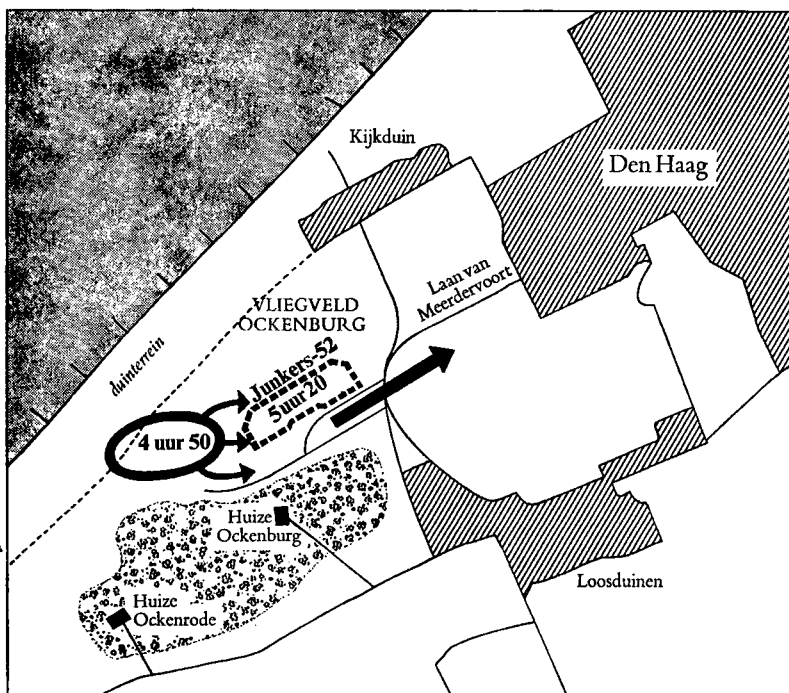 Kijkduin
Den Haag
Laan van
Meerdervoort
VLIEGVELD
OCKENBURG
duinterrein
Junkers-52
5 uur 20
4 uur 50
Huize
Ockenburg
Loosduinen
Huize
Ockenrode